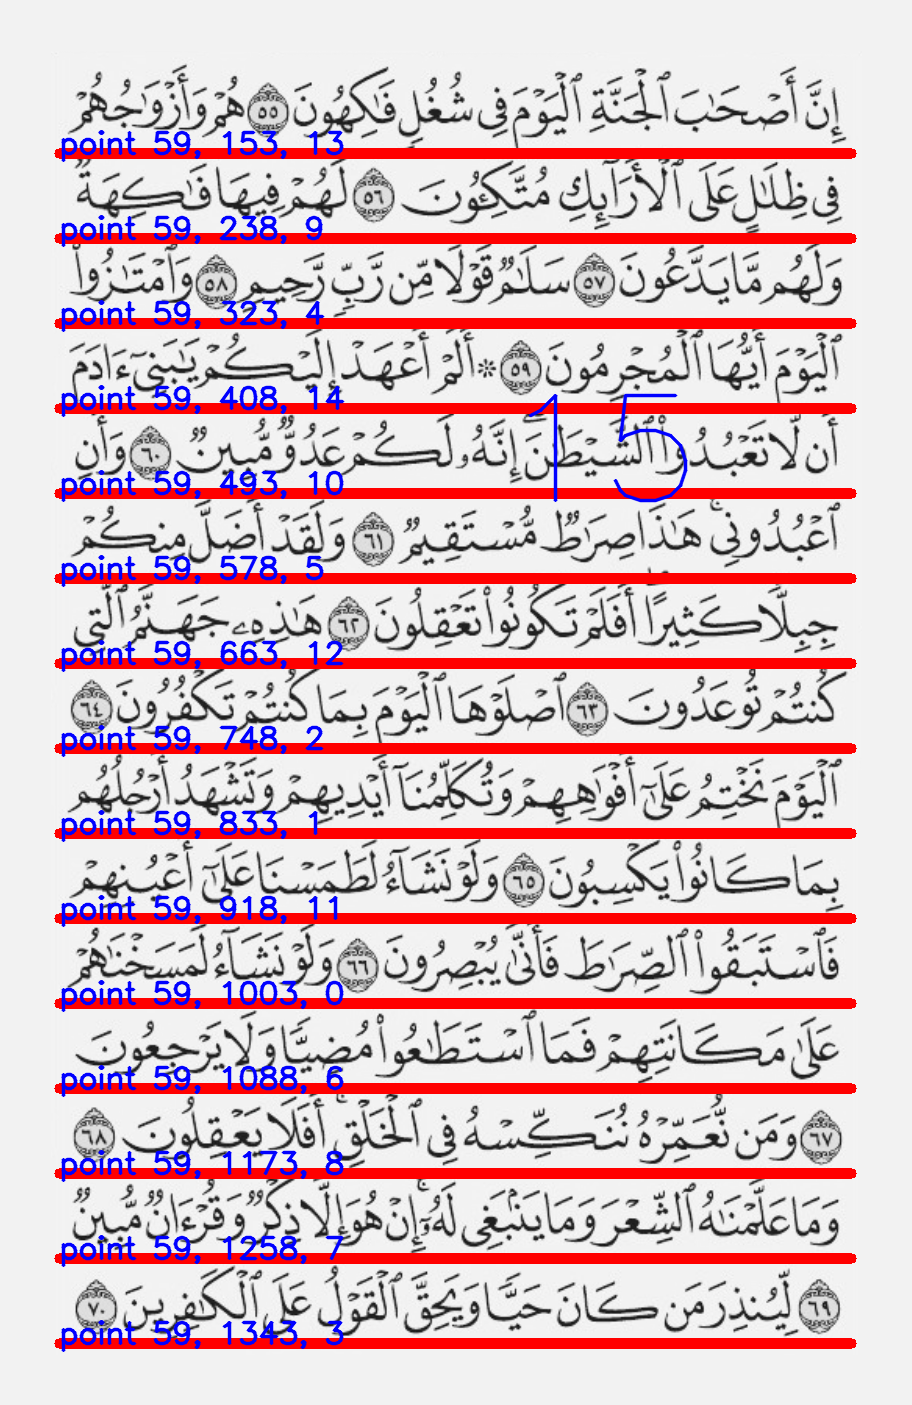 إِنَّ أَصْحَٰبَ ٱلْجَنَّةِ ٱلْيَوْمَ فِى شُغُلٍ فَٰكِهُونَ ٥٥ هُمْ وَأَزْوَٰجُهُمْ
point 59, 153, 13
فِى ظِلَٰلٍ عَلَى ٱلْأَرَآئِكِ مُتَّكِـُٔونَ ٥٦ لَهُمْ فِيهَا فَٰكِهَةٌ
point 59, 238, 9
وَلَهُم مَّا يَدَّعُونَ ٥٧ سَلَٰمٌ قَوْلًا مِّن رَّبٍّ رَّحِيمٍ ٥٨ وَٱمْتَٰزُوا۟
point 59, 323, 4
ٱلْيَوْمَ أَيُّهَا ٱلْمُجْرِمُونَ ٥٩ ۞ أَلَمْ أَعْهَدْ إِلَيْكُمْ يَٰبَنِىٓ ءَادَمَ
point 59, 408, 14
15
أَن لَّا تَعْبُدُوا۟ ٱلشَّيْطَٰنَ ۖ إِنَّهُۥ لَكُمْ عَدُوٌّ مُّبِينٌ ٦٠ وَأَنِ
point 59, 493, 10
ٱعْبُدُونِى ۚ هَٰذَا صِرَٰطٌ مُّسْتَقِيمٌ ٦١ وَلَقَدْ أَضَلَّ مِنكُمْ
point 59, 578, 5
جِبِلًّا كَثِيرًا ۖ أَفَلَمْ تَكُونُوا۟ تَعْقِلُونَ ٦٢ هَٰذِهِۦ جَهَنَّمُ ٱلَّتِى
point 59, 663, 12
كُنتُمْ تُوعَدُونَ ٦٣ ٱصْلَوْهَا ٱلْيَوْمَ بِمَا كُنتُمْ تَكْفُرُونَ ٦٤
point 59, 748, 2
ٱلْيَوْمَ نَخْتِمُ عَلَىٰٓ أَفْوَٰهِهِمْ وَتُكَلِّمُنَآ أَيْدِيهِمْ وَتَشْهَدُ أَرْجُلُهُم
point 59, 833, 1
بِمَا كَانُوا۟ يَكْسِبُونَ ٦٥ وَلَوْ نَشَآءُ لَطَمَسْنَا عَلَىٰٓ أَعْيُنِهِمْ
point 59, 918, 11
فَٱسْتَبَقُوا۟ ٱلصِّرَٰطَ فَأَنَّىٰ يُبْصِرُونَ ٦٦ وَلَوْ نَشَآءُ لَمَسَخْنَٰهُمْ
point 59, 1003, 0
عَلَىٰ مَكَانَتِهِمْ فَمَا ٱسْتَطَٰعُوا۟ مُضِيًّا وَلَا يَرْجِعُونَ
point 59, 1088, 6
٦٧ وَمَن نُّعَمِّرْهُ نُنَكِّسْهُ فِى ٱلْخَلْقِ ۖ أَفَلَا يَعْقِلُونَ ٦٨
point 59, 1173, 8
وَمَا عَلَّمْنَٰهُ ٱلشِّعْرَ وَمَا يَنۢبَغِى لَهُۥٓ ۚ إِنْ هُوَ إِلَّا ذِكْرٌ وَقُرْءَانٌ مُّبِينٌ
point 59, 1258, 7
٦٩ لِّيُنذِرَ مَن كَانَ حَيًّا وَيَحِقَّ ٱلْقَوْلُ عَلَى ٱلْكَٰفِرِينَ ٧٠
point 59, 1343, 3